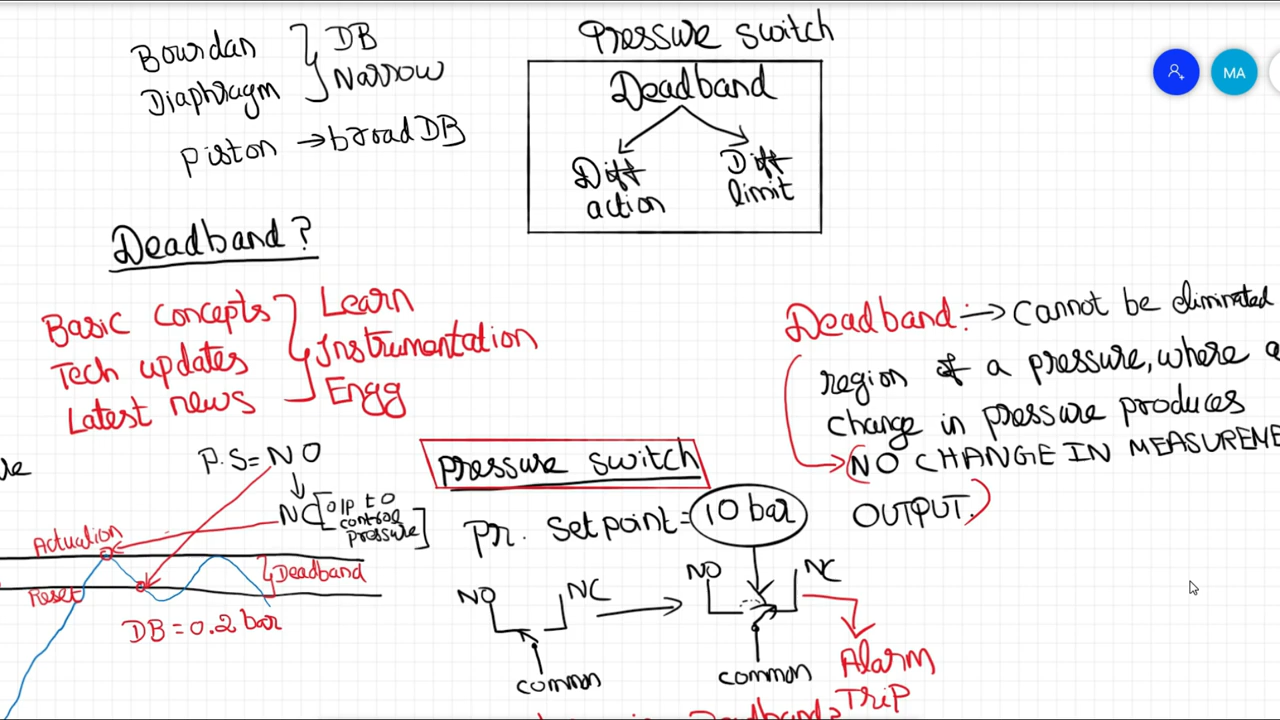 Bourdan
Diaphragm
DB
Narrow
piston → broad DB
Pressure switch
Deadband
Diff
action
Diff
limit
MA
Deadband?
Basic concepts
Tech updates
Latest news
Learn
Instrumentation
Engg
Deadband:→ Cannot be eliminated
region of a pressure, where a
change in pressure produces
NO CHANGE IN MEASUREME
OUTPUT.
P.S=NO
NC [O/P to
control
pressure]
Actuation
Reset
Deadband
DB=0.2 bar
pressure switch
Pr. Setpoint=10 bar
NO
NC
common
NO
NC
common
Alarm
TRIP
Deadband